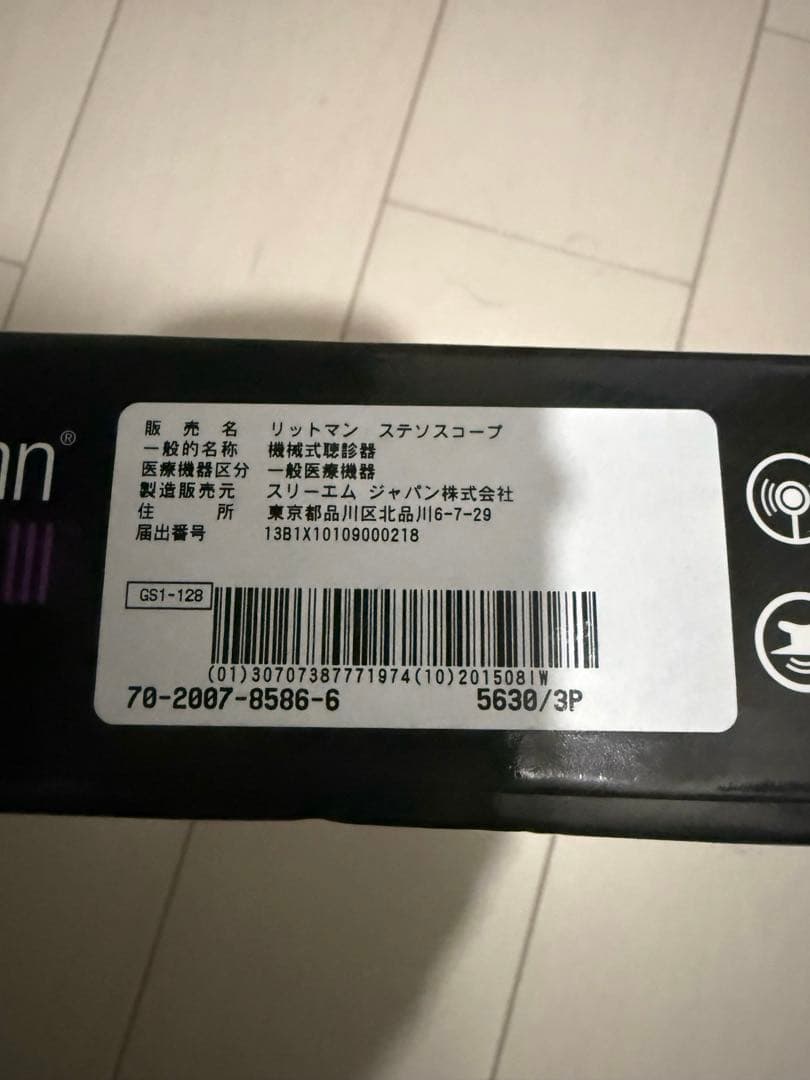 nn®
販売名 リットマン ステソスコープ
一般的名称 機械式聴診器
医療機器区分 一般医療機器
製造販売元 スリーエム ジャパン株式会社
住所 東京都品川区北品川6-7-29
届出番号 13B1X10109000218
GS1-128
(01)30707387771974(10)2015081W
70-2007-8586-6 5630/3P